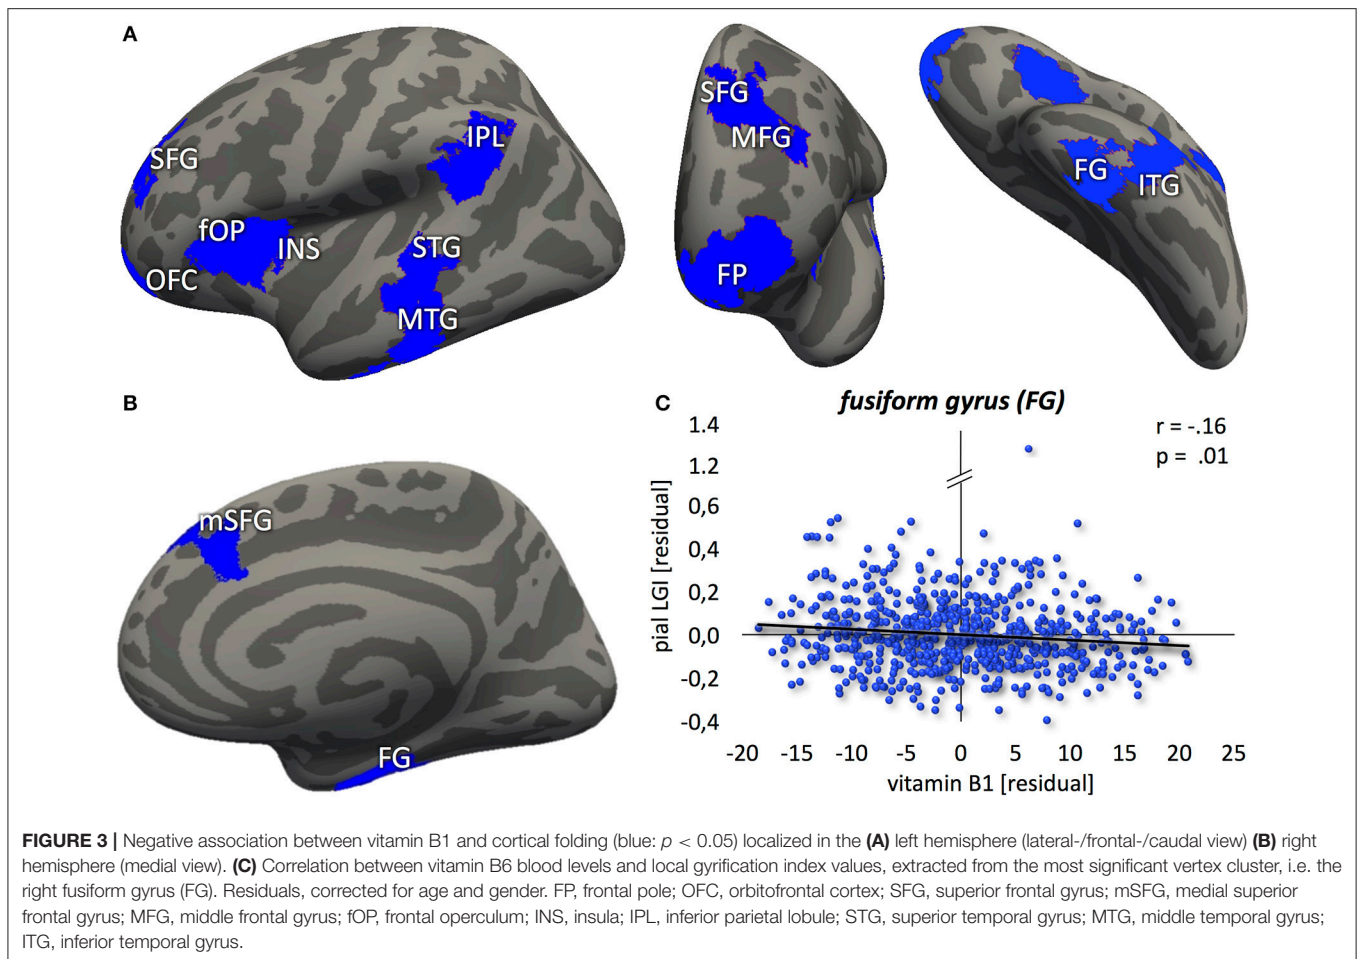 A
SFG
IPL
fOP
INS
OFC
STG
MTG
SFG
MFG
FP
FG
ITG
B
mSFG
FG
C
fusiform gyrus (FG)
r = -.16
p = .01
1.4
1.2
0,6
0,4
0,2
0,0
-0,2
-0,4
pial LGI [residual]
-20 -15 -10 -5 0 5 10 15 20 25
vitamin B1 [residual]
FIGURE 3 | Negative association between vitamin B1 and cortical folding (blue: p < 0.05) localized in the (A) left hemisphere (lateral-/frontal-/caudal view) (B) right
hemisphere (medial view). (C) Correlation between vitamin B6 blood levels and local gyrification index values, extracted from the most significant vertex cluster, i.e. the
right fusiform gyrus (FG). Residuals, corrected for age and gender. FP, frontal pole; OFC, orbitofrontal cortex; SFG, superior frontal gyrus; mSFG, medial superior
frontal gyrus; MFG, middle frontal gyrus; fOP, frontal operculum; INS, insula; IPL, inferior parietal lobule; STG, superior temporal gyrus; MTG, middle temporal gyrus;
ITG, inferior temporal gyrus.